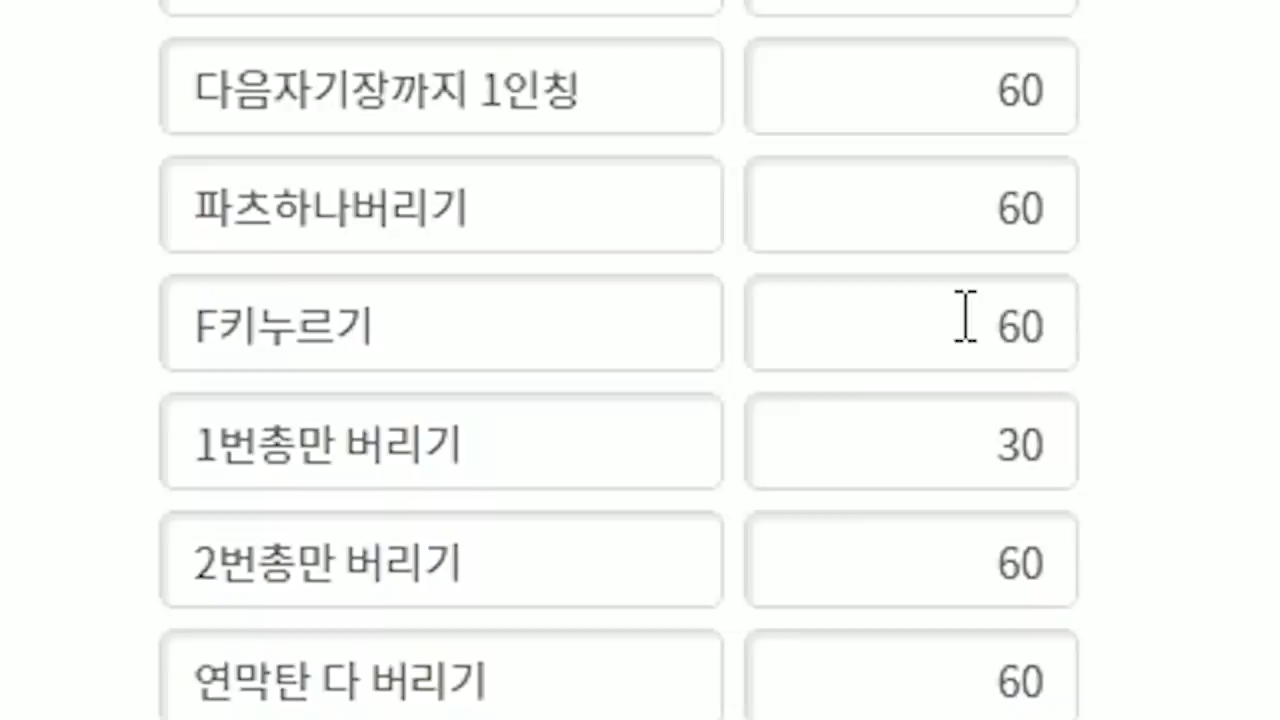 다음자기장까지 1인칭 60
파츠하나버리기 60
F키누르기 60
1번총만 버리기 30
2번총만 버리기 60
연막탄 다 버리기 60